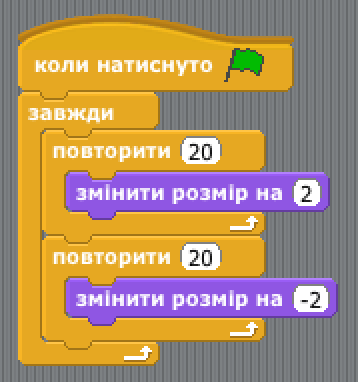 коли натиснуто
завжди
повторити 20
змінити розмір на 2
повторити 20
змінити розмір на -2